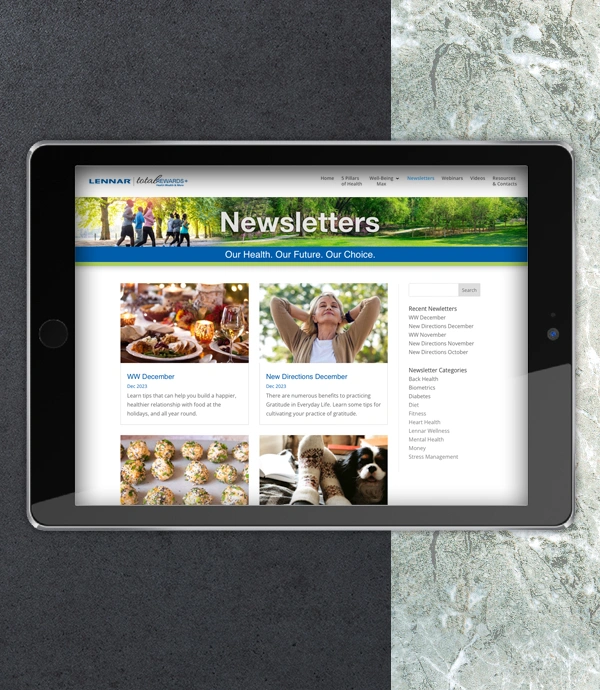 LENNAR total REWARDS+
Home
5 Pillars
of Health
Well-Being
Max
Newsletters
Webinars
Videos
Resources
& Contacts
Newsletters
Our Health. Our Future. Our Choice.
WW December
Dec 2023
Learn tips that can help you build a happier,
healthier relationship with food at the
holidays, and all year round.
New Directions December
Dec 2023
There are numerous benefits to practicing
Gratitude in Everyday Life. Learn some tips for
cultivating your practice of gratitude.
Search
Recent Newletters
WW December
New Directions December
WW November
New Directions November
New Directions October
Newsletter Categories
Back Health
Biometrics
Diabetes
Diet
Fitness
Heart Health
Lennar Wellness
Mental Health
Money
Stress Management